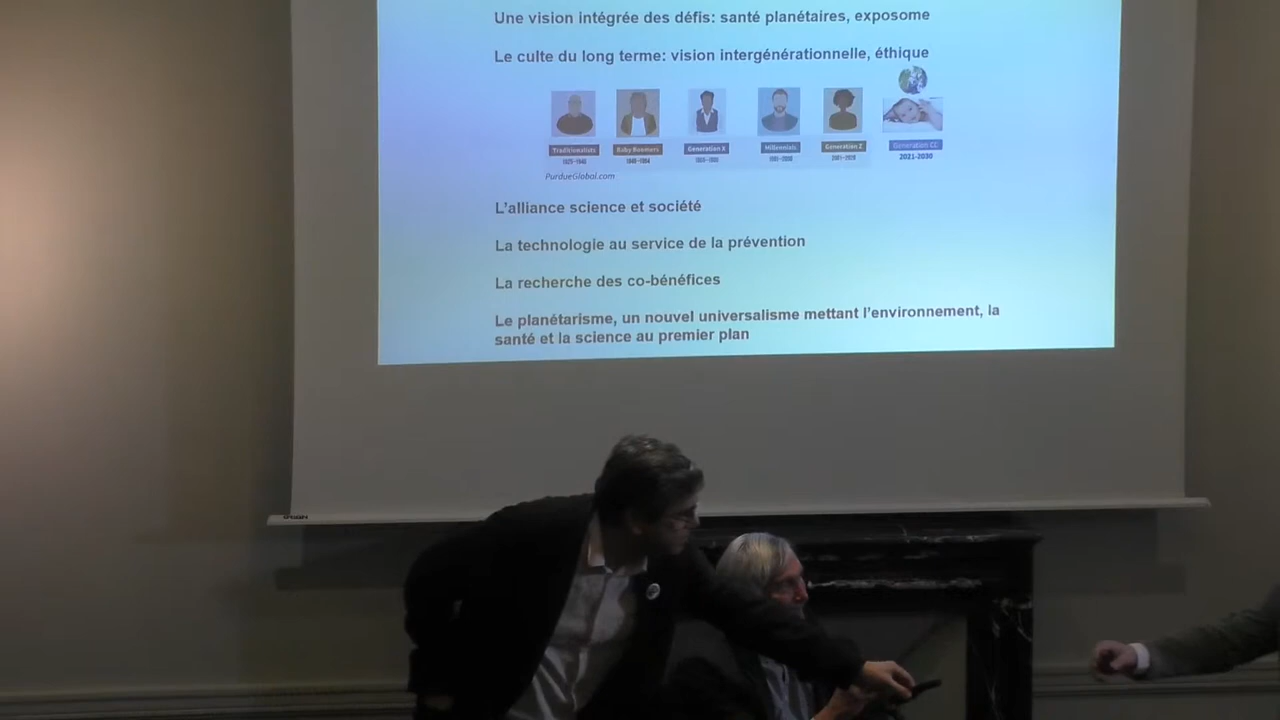 Une vision intégrée des défis: santé planétaires, exposome
Le culte du long terme: vision intergénérationnelle, éthique
Traditionalists Baby Boomers Generation X Millennials Generation Z Generation CC
2021-2030
PurdueGlobal.com
L'alliance science et société
La technologie au service de la prévention
La recherche des co-bénéfices
Le planétarisme, un nouvel universalisme mettant l'environnement, la
santé et la science au premier plan